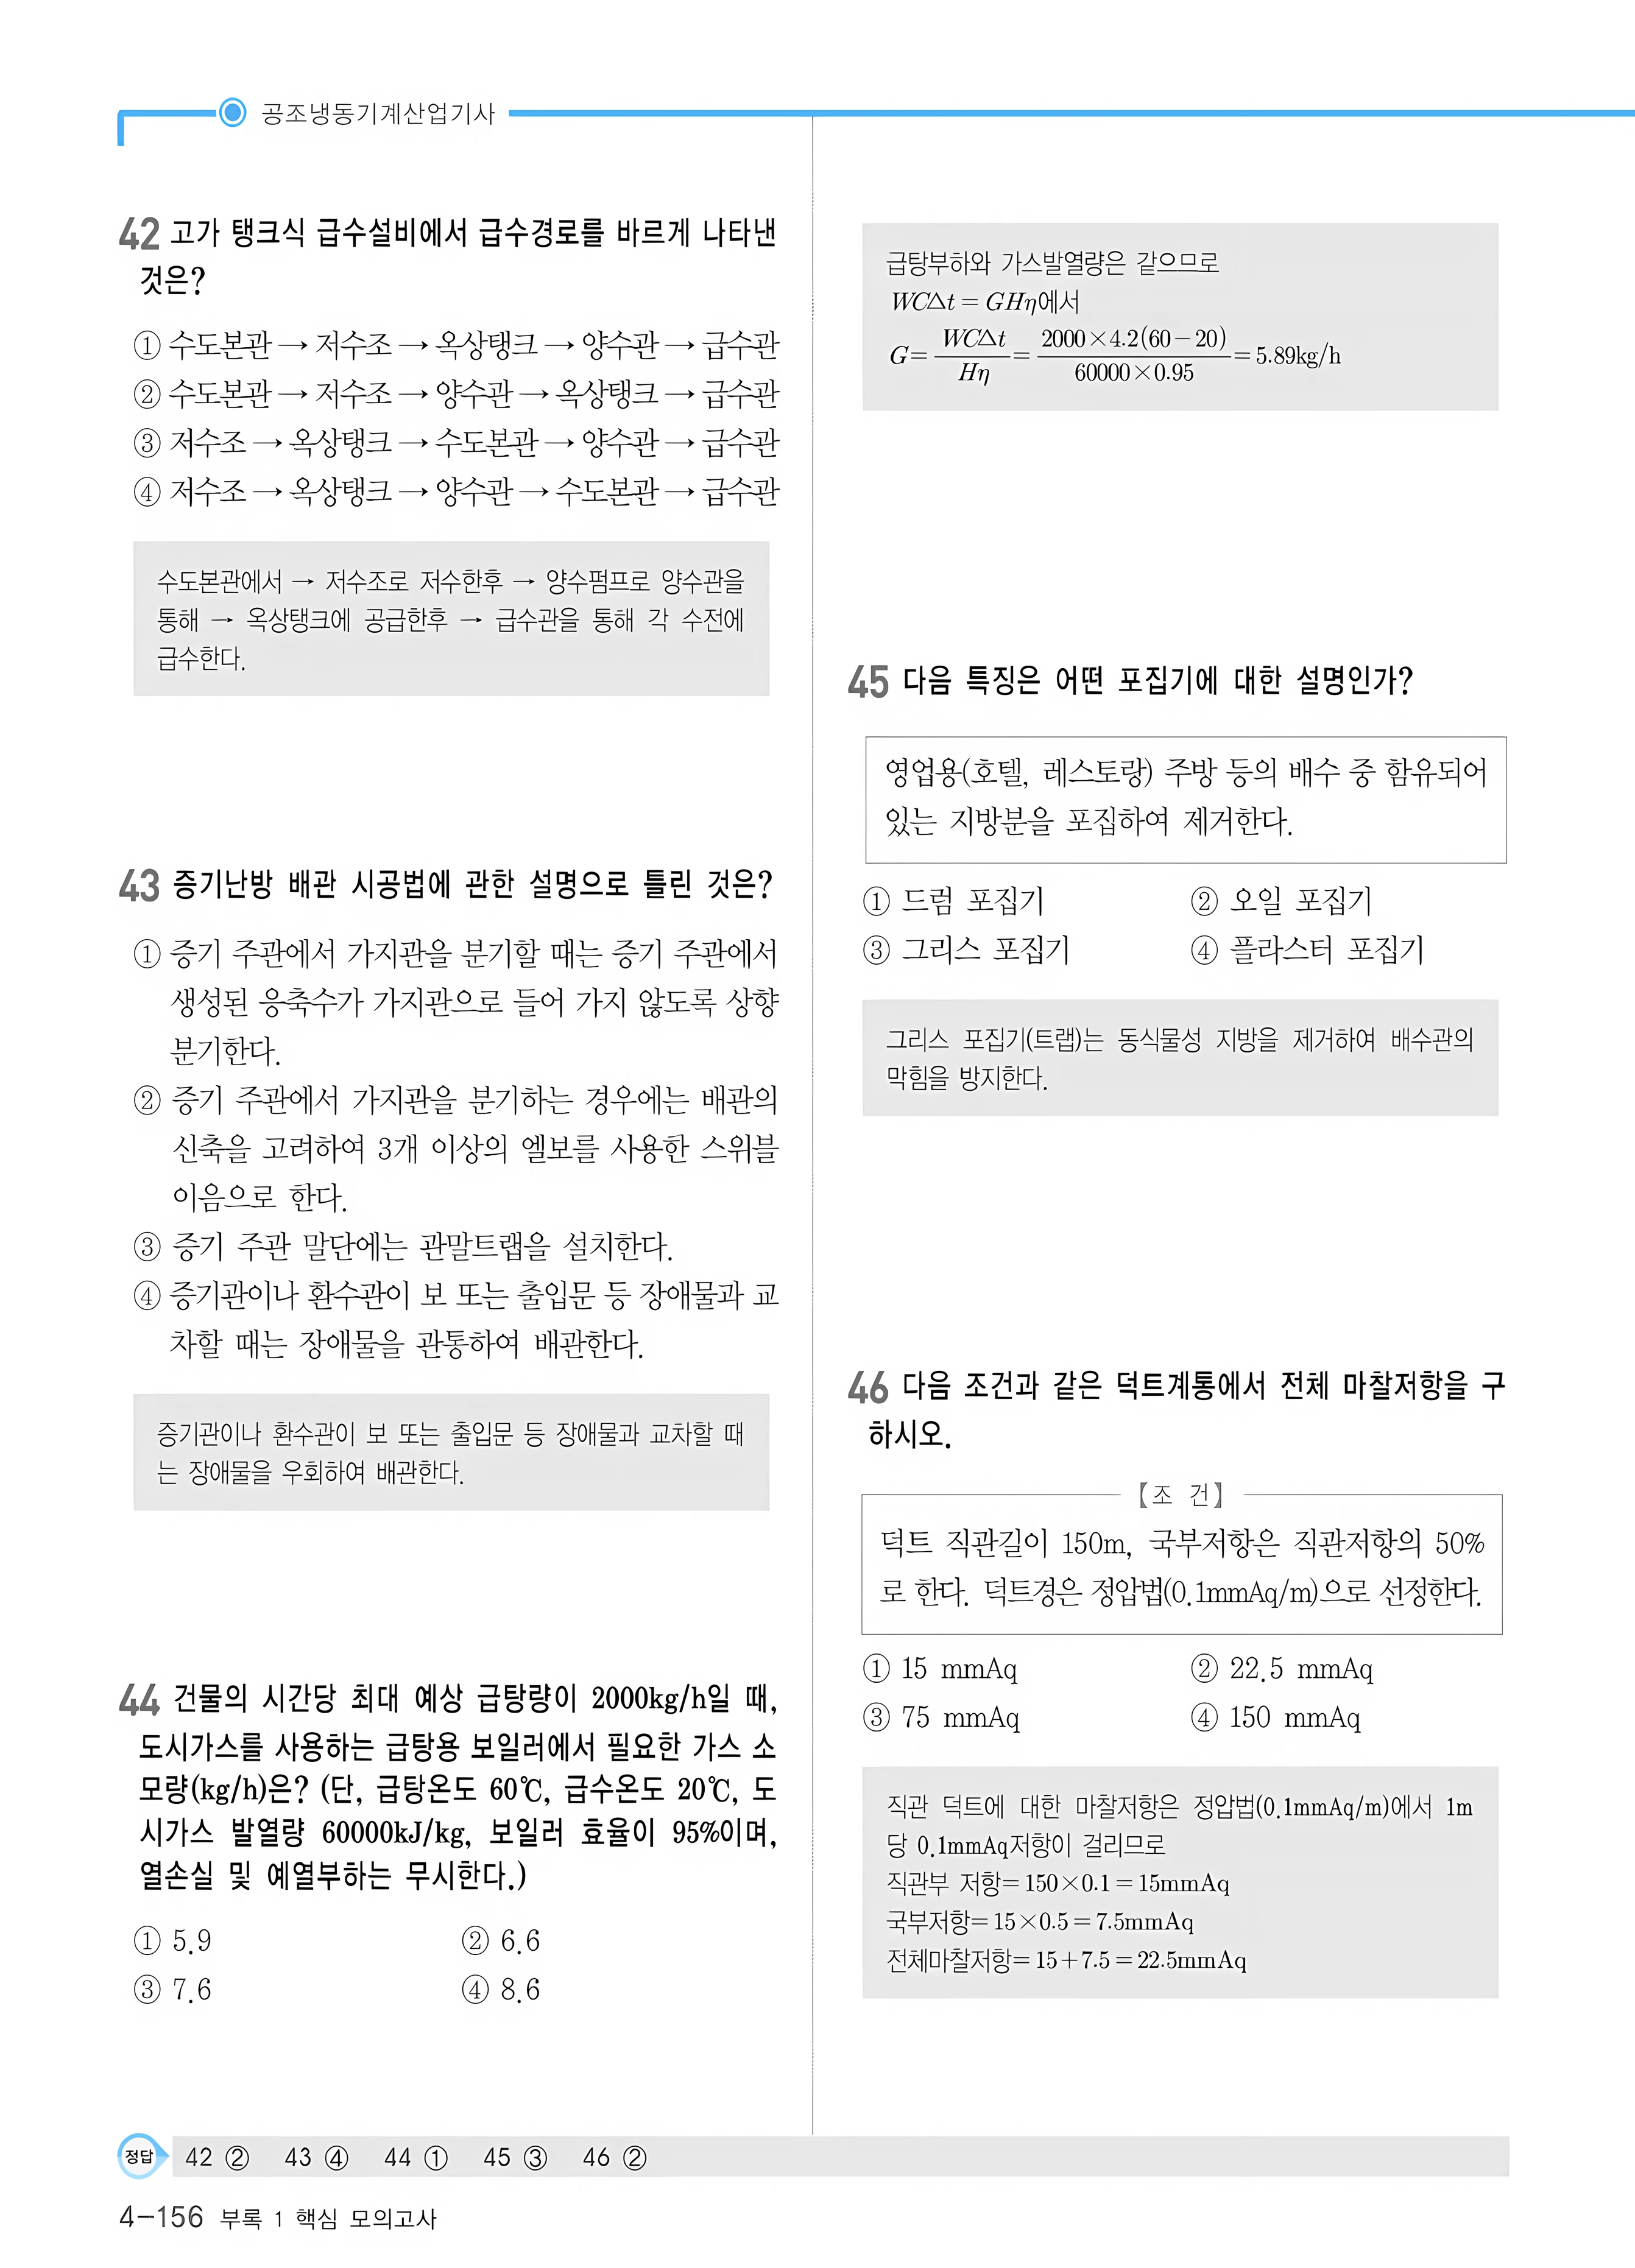 공조냉동기계산업기사
42 고가 탱크식 급수설비에서 급수경로를 바르게 나타낸
것은?
① 수도본관 → 저수조 → 옥상탱크 → 양수관 → 급수관
② 수도본관 → 저수조 → 양수관 → 옥상탱크 → 급수관
③ 저수조 → 옥상탱크 → 수도본관 → 양수관 → 급수관
④ 저수조 → 옥상탱크 → 양수관 → 수도본관 → 급수관
수도본관에서 → 저수조로 저수한후 → 양수펌프로 양수관을
통해 → 옥상탱크에 공급한후 → 급수관을 통해 각 수전에
급수한다.
43 증기난방 배관 시공법에 관한 설명으로 틀린 것은?
① 증기 주관에서 가지관을 분기할 때는 증기 주관에서
생성된 응축수가 가지관으로 들어 가지 않도록 상향
분기한다.
② 증기 주관에서 가지관을 분기하는 경우에는 배관의
신축을 고려하여 3개 이상의 엘보를 사용한 스위블
이음으로 한다.
③ 증기 주관 말단에는 관말트랩을 설치한다.
④ 증기관이나 환수관이 보 또는 출입문 등 장애물과 교
차할 때는 장애물을 관통하여 배관한다.
증기관이나 환수관이 보 또는 출입문 등 장애물과 교차할 때
는 장애물을 우회하여 배관한다.
44 건물의 시간당 최대 예상 급탕량이 2000kg/h일 때,
도시가스를 사용하는 급탕용 보일러에서 필요한 가스 소
모량(kg/h)은? (단, 급탕온도 60℃, 급수온도 20℃, 도
시가스 발열량 60000kJ/kg, 보일러 효율이 95%이며,
열손실 및 예열부하는 무시한다.)
① 5.9 ② 6.6
③ 7.6 ④ 8.6
급탕부하와 가스발열량은 같으므로
WC△t = GHη에서
G = WC△t / Hη = 2000×4.2(60-20) / 60000×0.95 = 5.89kg/h
45 다음 특징은 어떤 포집기에 대한 설명인가?
영업용(호텔, 레스토랑) 주방 등의 배수 중 함유되어
있는 지방분을 포집하여 제거한다.
① 드럼 포집기 ② 오일 포집기
③ 그리스 포집기 ④ 플라스터 포집기
그리스 포집기(트랩)는 동식물성 지방을 제거하여 배수관의
막힘을 방지한다.
46 다음 조건과 같은 덕트계통에서 전체 마찰저항을 구
하시오.
【조 건】
덕트 직관길이 150m, 국부저항은 직관저항의 50%
로 한다. 덕트경은 정압법(0.1mmAq/m)으로 선정한다.
① 15 mmAq ② 22.5 mmAq
③ 75 mmAq ④ 150 mmAq
직관 덕트에 대한 마찰저항은 정압법(0.1mmAq/m)에서 1m
당 0.1mmAq저항이 걸리므로
직관부 저항=150×0.1=15mmAq
국부저항=15×0.5=7.5mmAq
전체마찰저항=15+7.5=22.5mmAq
정답 42 ② 43 ④ 44 ① 45 ③ 46 ②
4-156 부록 1 핵심 모의고사